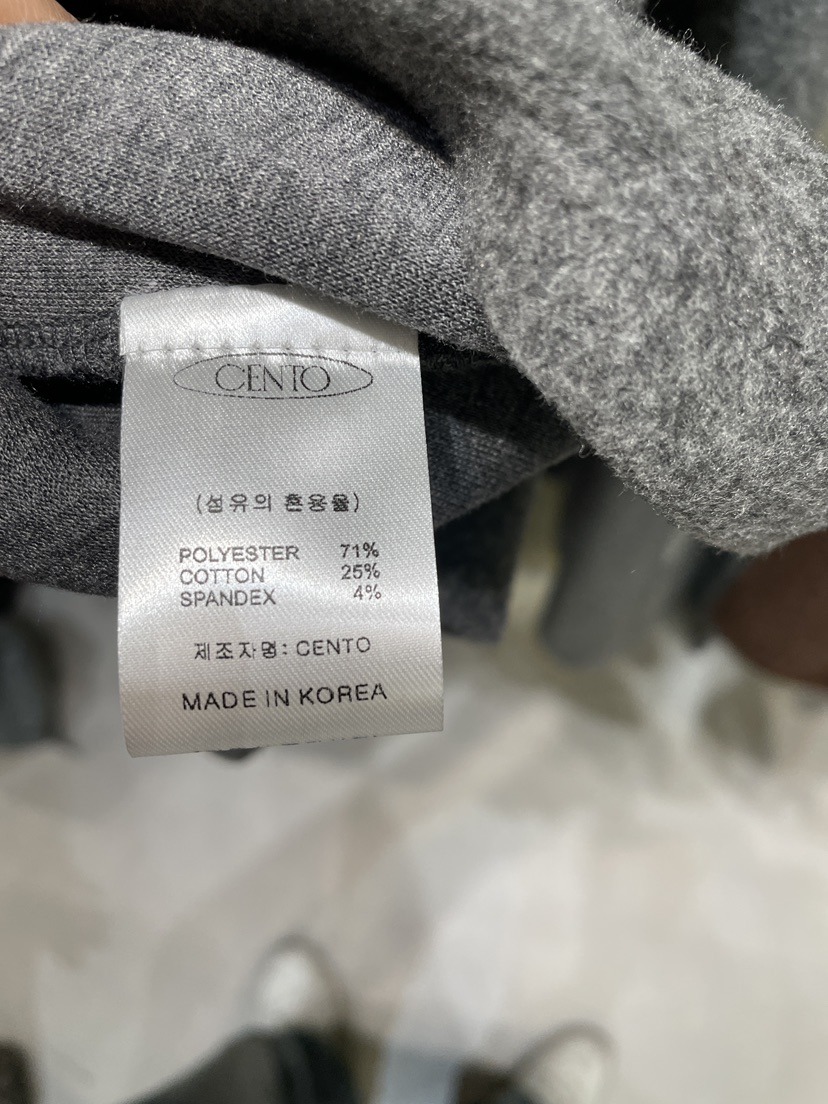 CENTO
(섬유의 혼용율)
POLYESTER 71%
COTTON 25%
SPANDEX 4%
제조자명: CENTO
MADE IN KOREA